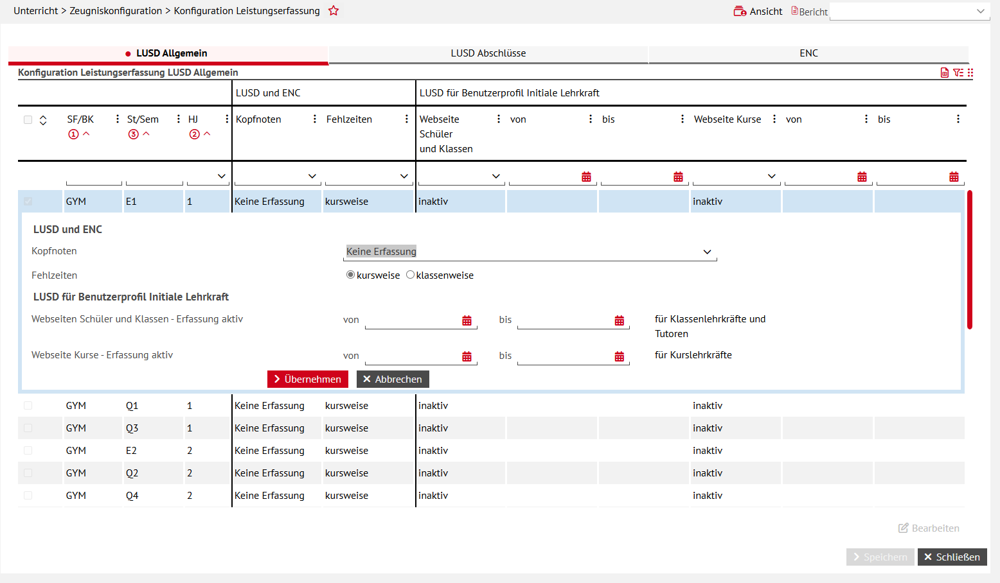 Unterricht > Zeugniskonfiguration > Konfiguration Leistungserfassung
Ansicht Bericht
LUSD Allgemein LUSD Abschlüsse ENC
Konfiguration Leistungserfassung LUSD Allgemein
LUSD und ENC LUSD für Benutzerprofil Initiale Lehrkraft
SF/BK St/Sem HJ Kopfnoten Fehlzeiten Webseite Schüler und Klassen von bis Webseite Kurse von bis
1 3 2
GYM E1 1 Keine Erfassung kursweise inaktiv inaktiv
LUSD und ENC
Kopfnoten Keine Erfassung
Fehlzeiten kursweise klassenweise
LUSD für Benutzerprofil Initiale Lehrkraft
Webseiten Schüler und Klassen - Erfassung aktiv von bis für Klassenlehrkräfte und
Tutoren
Webseite Kurse - Erfassung aktiv von bis für Kurslehrkräfte
Übernehmen Abbrechen
GYM Q1 1 Keine Erfassung kursweise inaktiv inaktiv
GYM Q3 1 Keine Erfassung kursweise inaktiv inaktiv
GYM E2 2 Keine Erfassung kursweise inaktiv inaktiv
GYM Q2 2 Keine Erfassung kursweise inaktiv inaktiv
GYM Q4 2 Keine Erfassung kursweise inaktiv inaktiv
Bearbeiten
Speichern Schließen